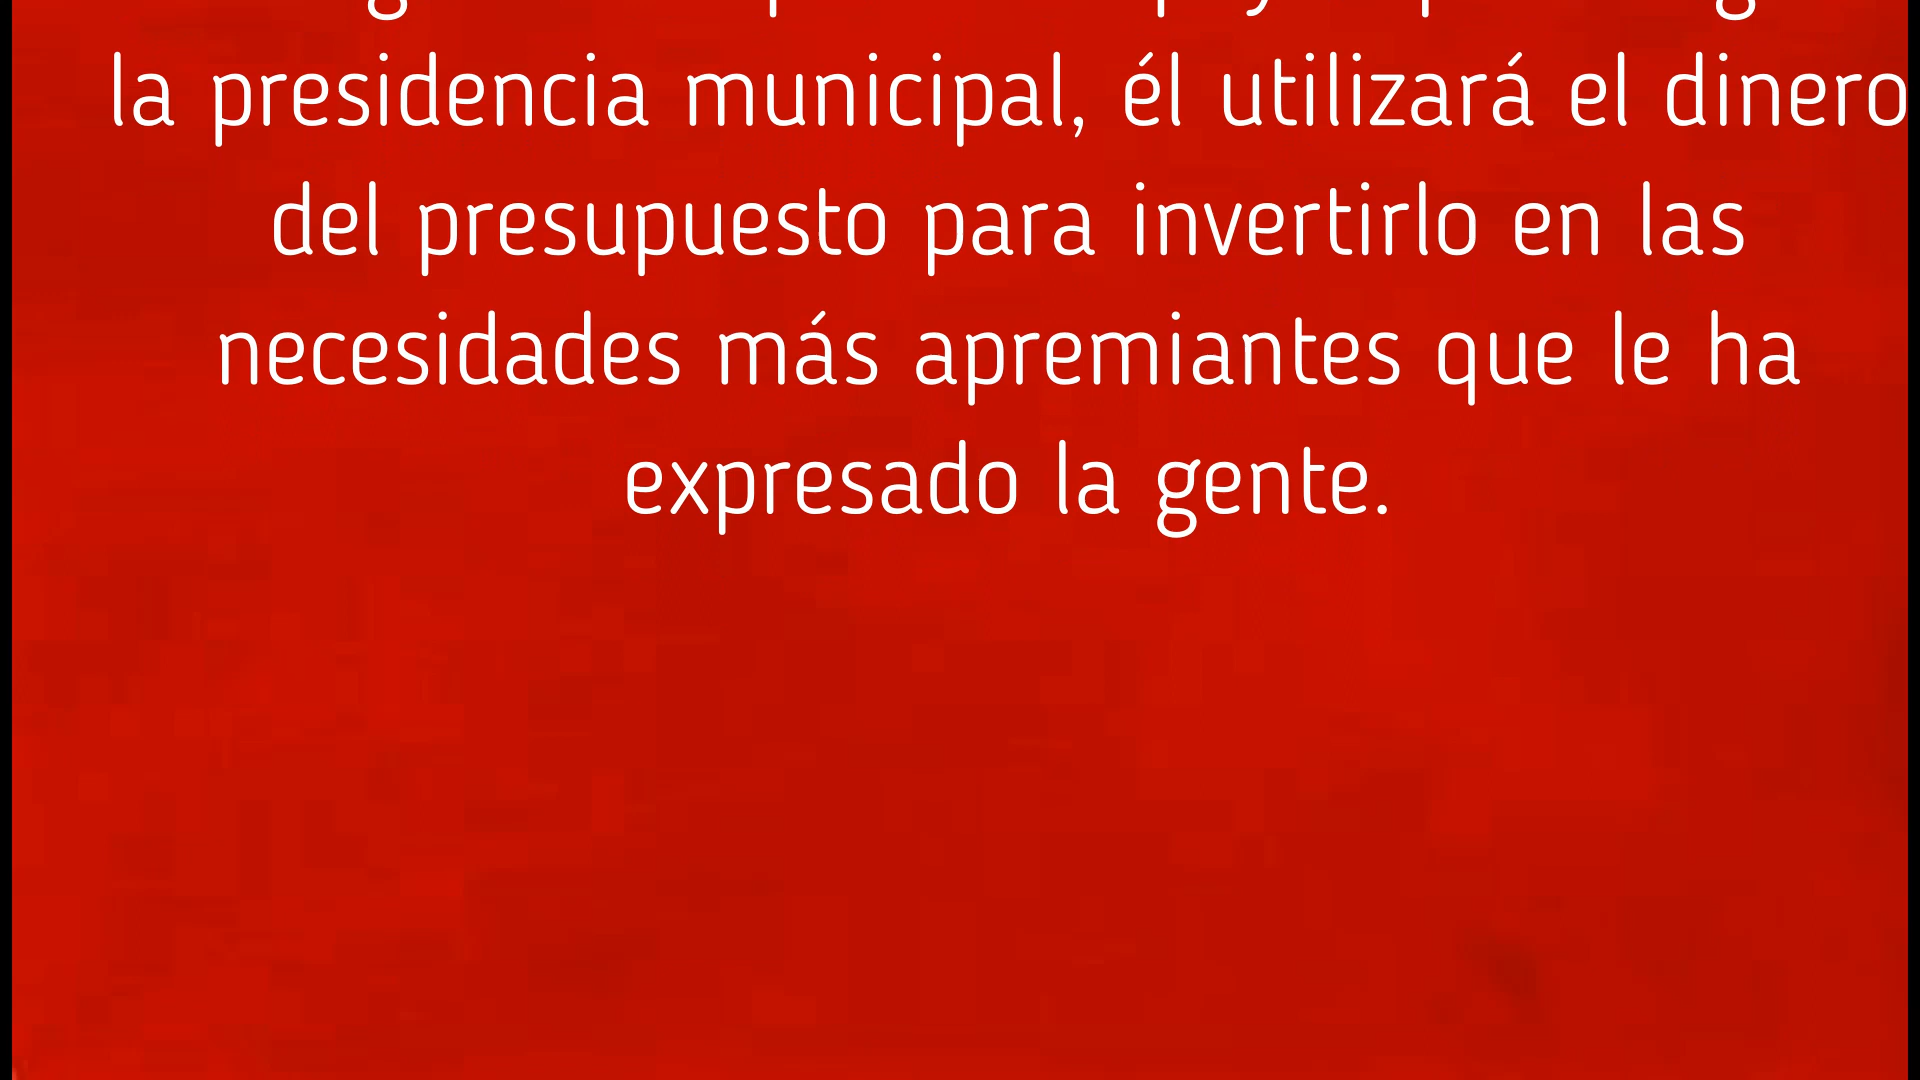 la presidencia municipal, él utilizará el dinero
del presupuesto para invertirlo en las
necesidades más apremiantes que le ha
expresado la gente.